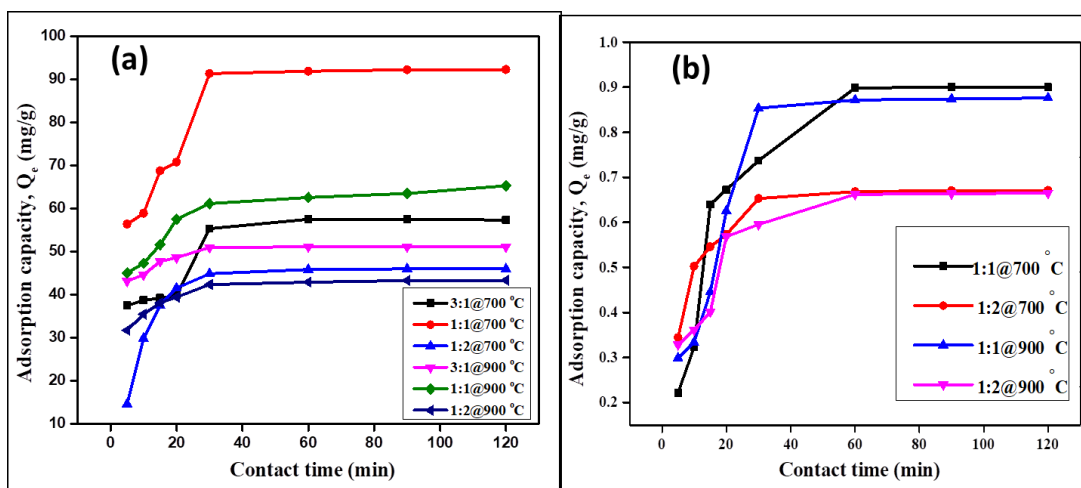 (a)
100
90
80
70
60
50
40
30
20
10
Adsorption capacity, Qe (mg/g)
3:1@700 °C
1:1@700 °C
1:2@700 °C
3:1@900 °C
1:1@900 °C
1:2@900 °C
0 20 40 60 80 100 120
Contact time (min)
(b)
1.0
0.9
0.8
0.7
0.6
0.5
0.4
0.3
0.2
Adsorption capacity, Qe (mg/g)
1:1@700 °C
1:2@700 °C
1:1@900 °C
1:2@900 °C
0 20 40 60 80 100 120
Contact time (min)